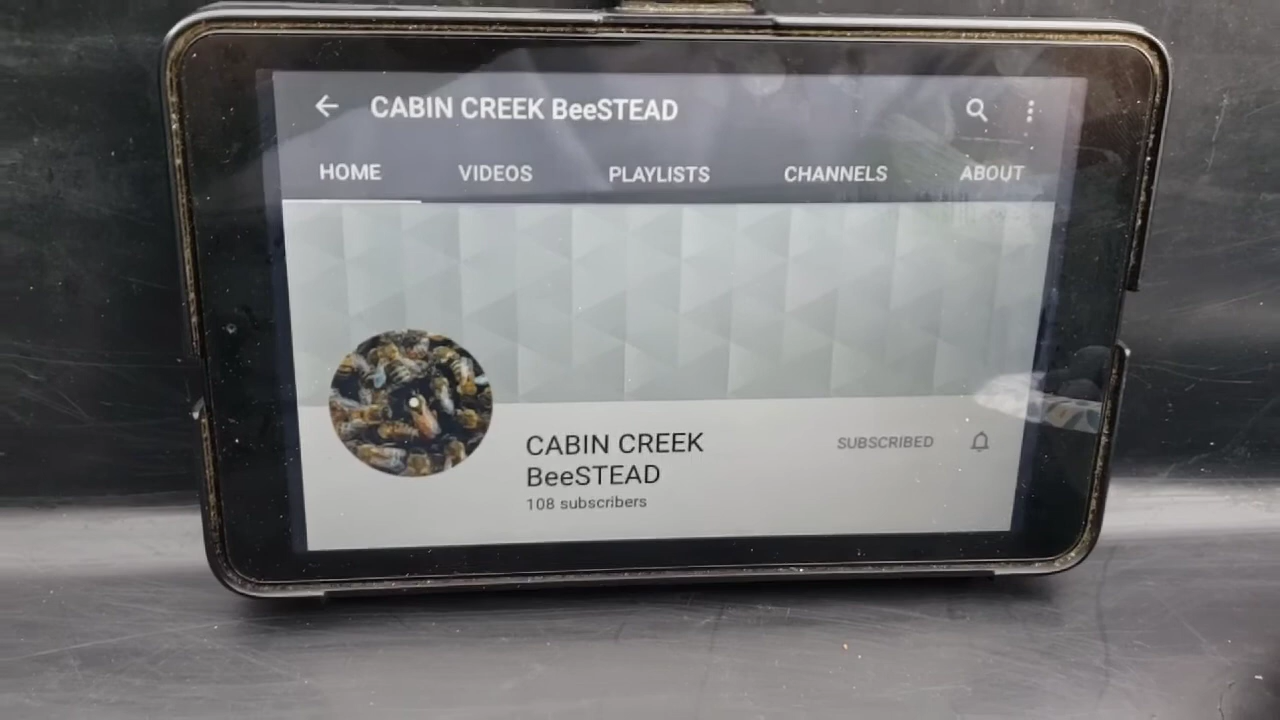 CABIN CREEK BeeSTEAD
HOME VIDEOS PLAYLISTS CHANNELS ABOUT
CABIN CREEK
BeeSTEAD
SUBSCRIBED
108 subscribers